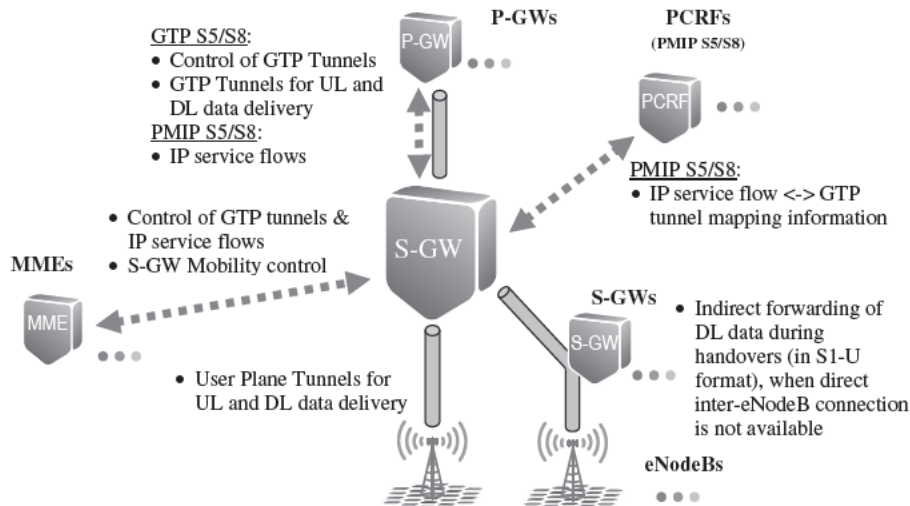 P-GWs
P-GW
GTP S5/S8:
• Control of GTP Tunnels
• GTP Tunnels for UL and
DL data delivery
PMIP S5/S8:
• IP service flows
PCRFs
(PMIP S5/S8)
PCRF
PMIP S5/S8:
• IP service flow <-> GTP
tunnel mapping information
• Control of GTP tunnels &
IP service flows
• S-GW Mobility control
S-GW
MMEs
MME
• User Plane Tunnels for
UL and DL data delivery
S-GWs
S-GW
• Indirect forwarding of
DL data during
handovers (in S1-U
format), when direct
inter-eNodeB connection
is not available
eNodeBs